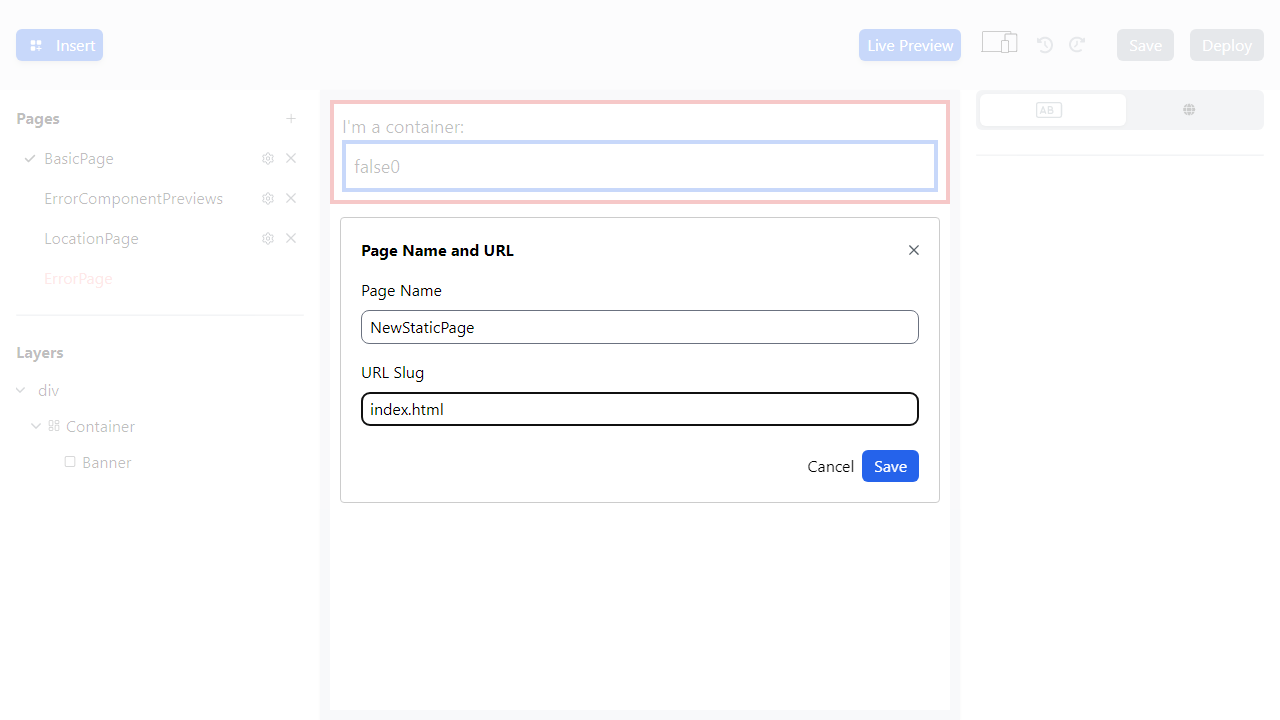 Insert
Live Preview
Save
Deploy
Pages
BasicPage
ErrorComponentPreviews
LocationPage
ErrorPage
Layers
div
Container
Banner
I'm a container:
false0
Page Name and URL
Page Name
NewStaticPage
URL Slug
index.html
Cancel
Save
AB